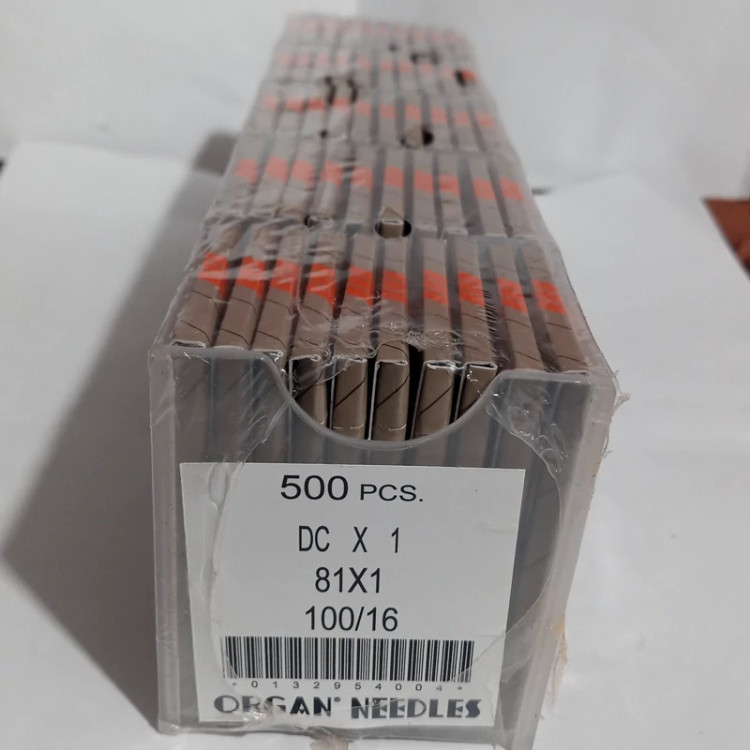 500 PCS.
DC X 1
81X1
100/16
*0132954004*
ORGAN® NEEDLES